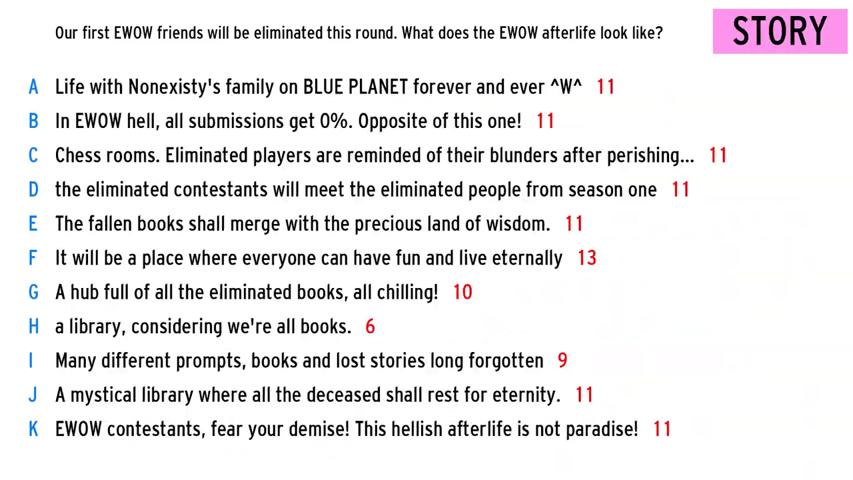 Our first EWOW friends will be eliminated this round. What does the EWOW afterlife look like?
STORY
A Life with Nonexisty's family on BLUE PLANET forever and ever ^W^ 11
B In EWOW hell, all submissions get 0%. Opposite of this one! 11
C Chess rooms. Eliminated players are reminded of their blunders after perishing... 11
D the eliminated contestants will meet the eliminated people from season one 11
E The fallen books shall merge with the precious land of wisdom. 11
F It will be a place where everyone can have fun and live eternally 13
G A hub full of all the eliminated books, all chilling! 10
H a library, considering we're all books. 6
I Many different prompts, books and lost stories long forgotten 9
J A mystical library where all the deceased shall rest for eternity. 11
K EWOW contestants, fear your demise! This hellish afterlife is not paradise! 11